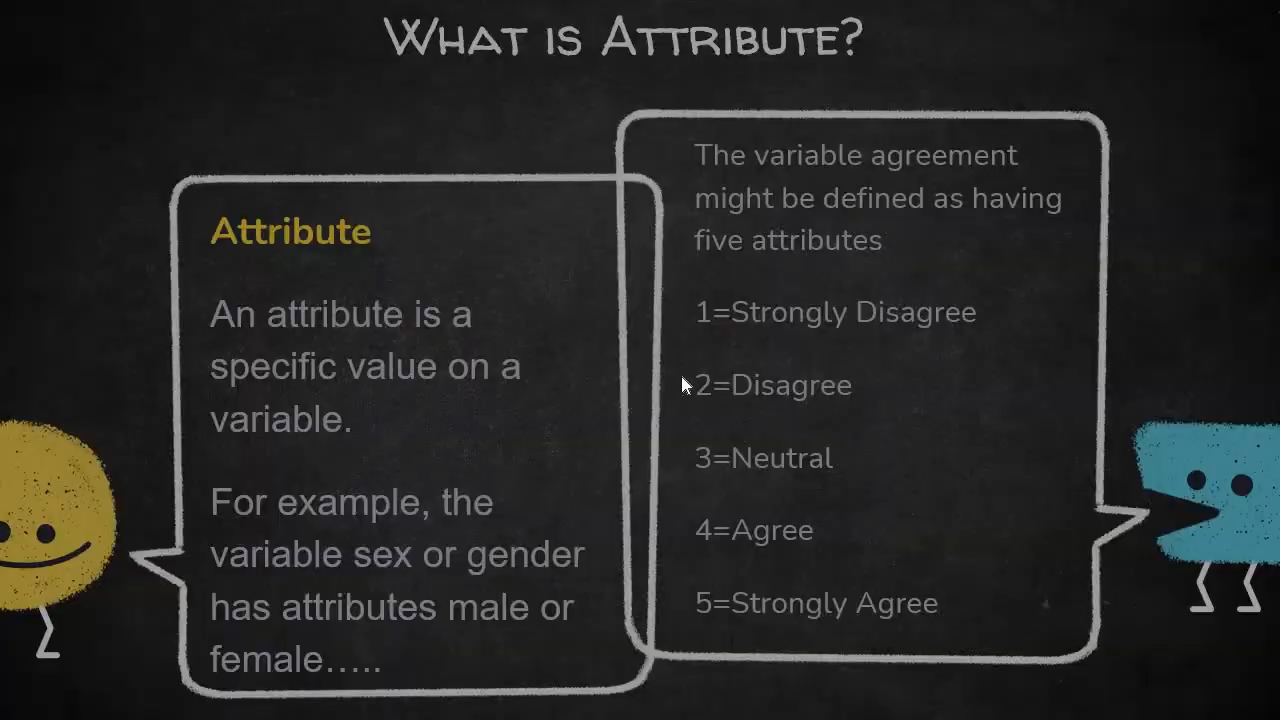 What is Attribute?
Attribute
An attribute is a
specific value on a
variable.
For example, the
variable sex or gender
has attributes male or
female…..
The variable agreement
might be defined as having
five attributes
1=Strongly Disagree
2=Disagree
3=Neutral
4=Agree
5=Strongly Agree